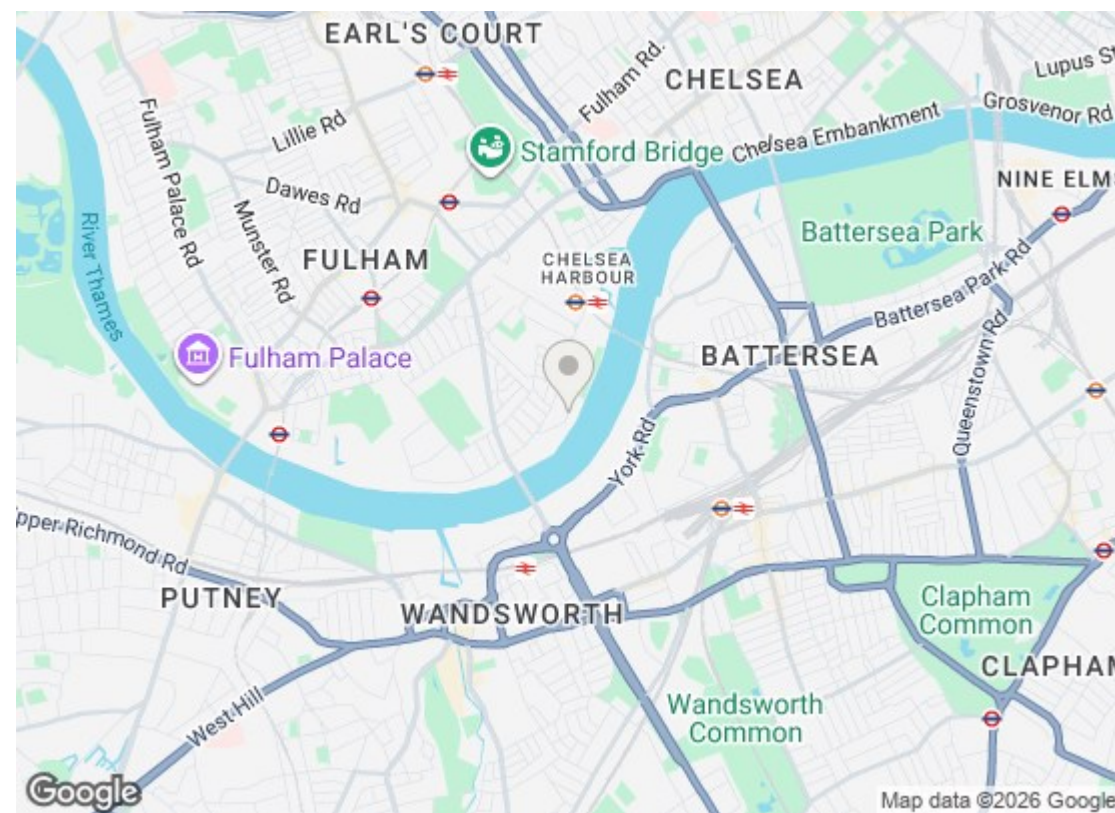 EARL'S COURT
Fulham Rd.
Lupus St
CHELSEA
Grosvenor Rd
Fulham Palace Rd
Lillie Rd
Chelsea Embankment
Stamford Bridge
Dawes Rd
NINE ELMS
Munster Rd
River Thames
FULHAM
CHELSEA
HARBOUR
Battersea Park
Battersea Park Rd
Fulham Palace
BATTERSEA
Queenstown Rd
York Rd
pper Richmond Rd
PUTNEY
WANDSWORTH
Clapham
Common
CLAPHAM
West Hill
Wandsworth
Common
Google
Map data ©2026 Google